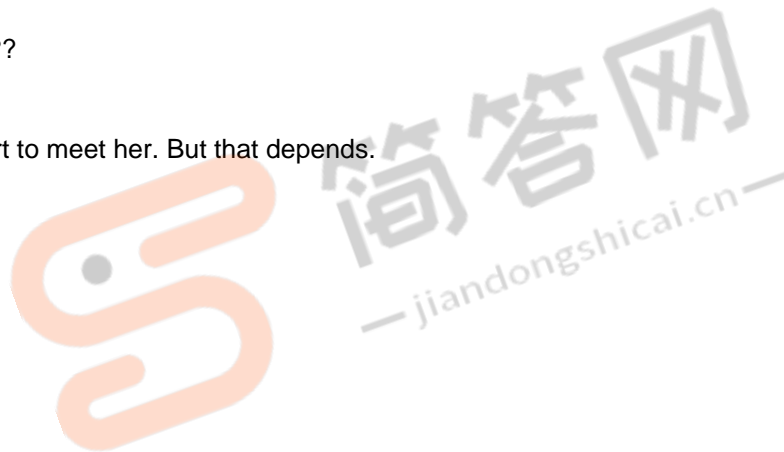 ?
rt to meet her. But that depends.
简答网
jiandongshicai.cn